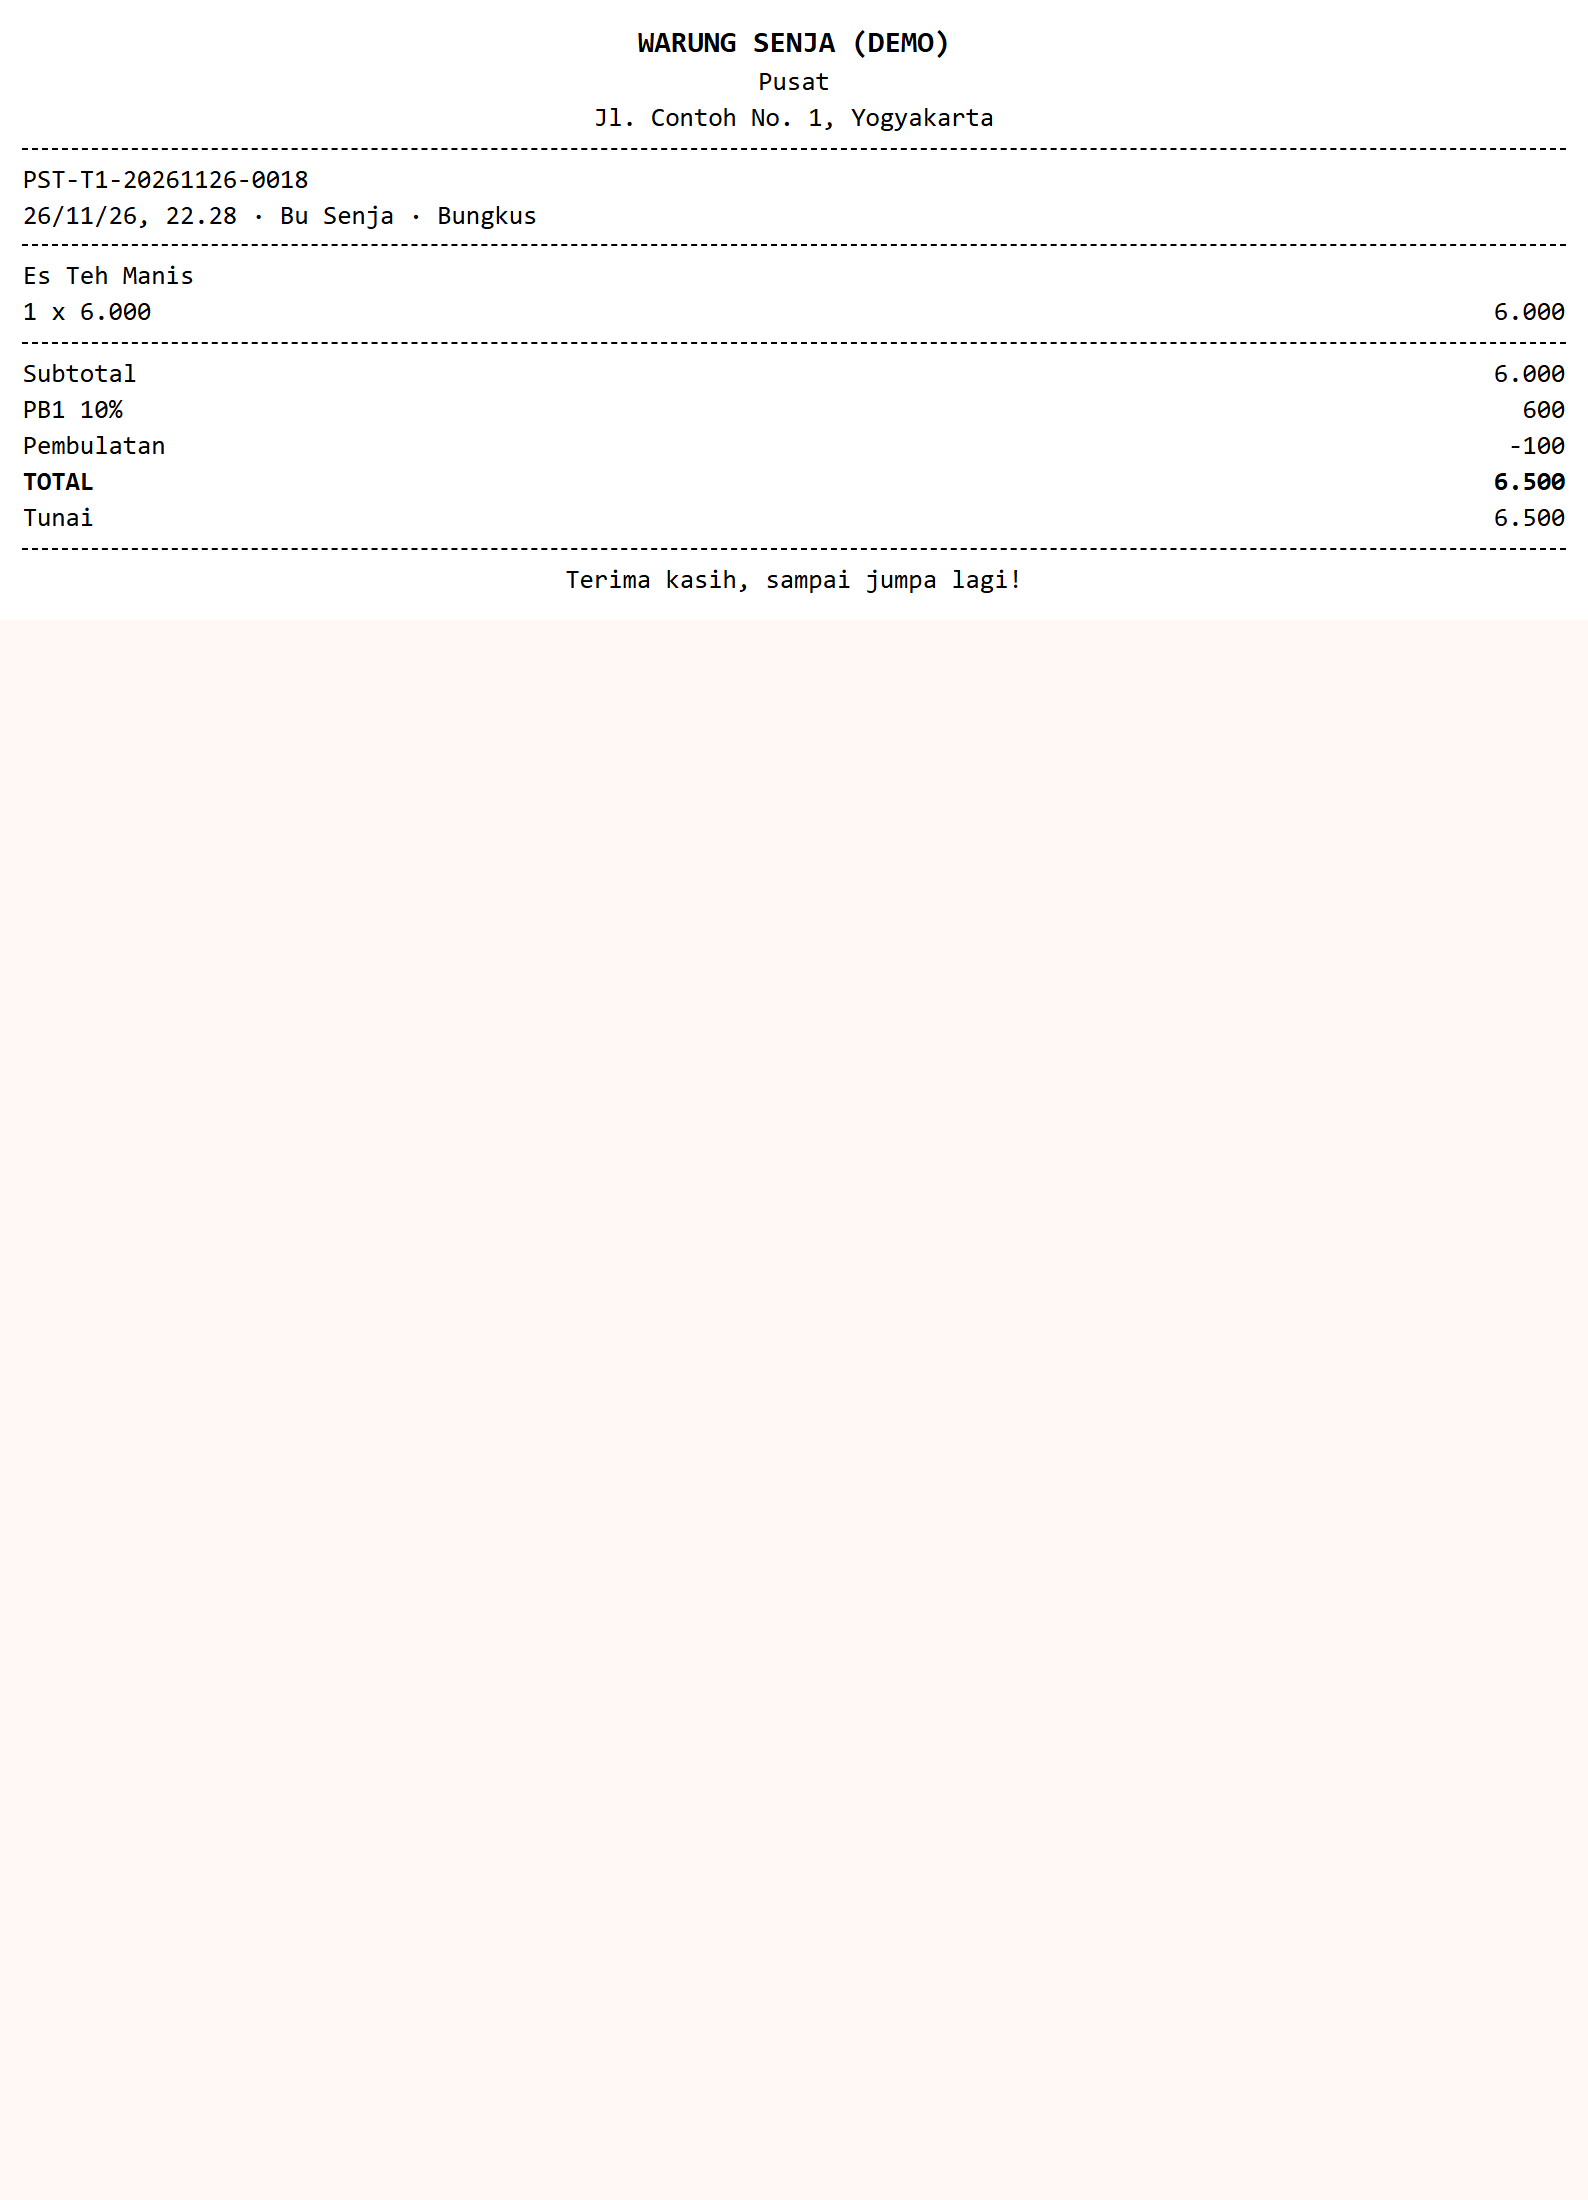 WARUNG SENJA (DEMO)
Pusat
Jl. Contoh No. 1, Yogyakarta
PST-T1-20261126-0018
26/11/26, 22.28 · Bu Senja · Bungkus
Es Teh Manis
1 x 6.000 6.000
Subtotal 6.000
PB1 10% 600
Pembulatan -100
TOTAL 6.500
Tunai 6.500
Terima kasih, sampai jumpa lagi!